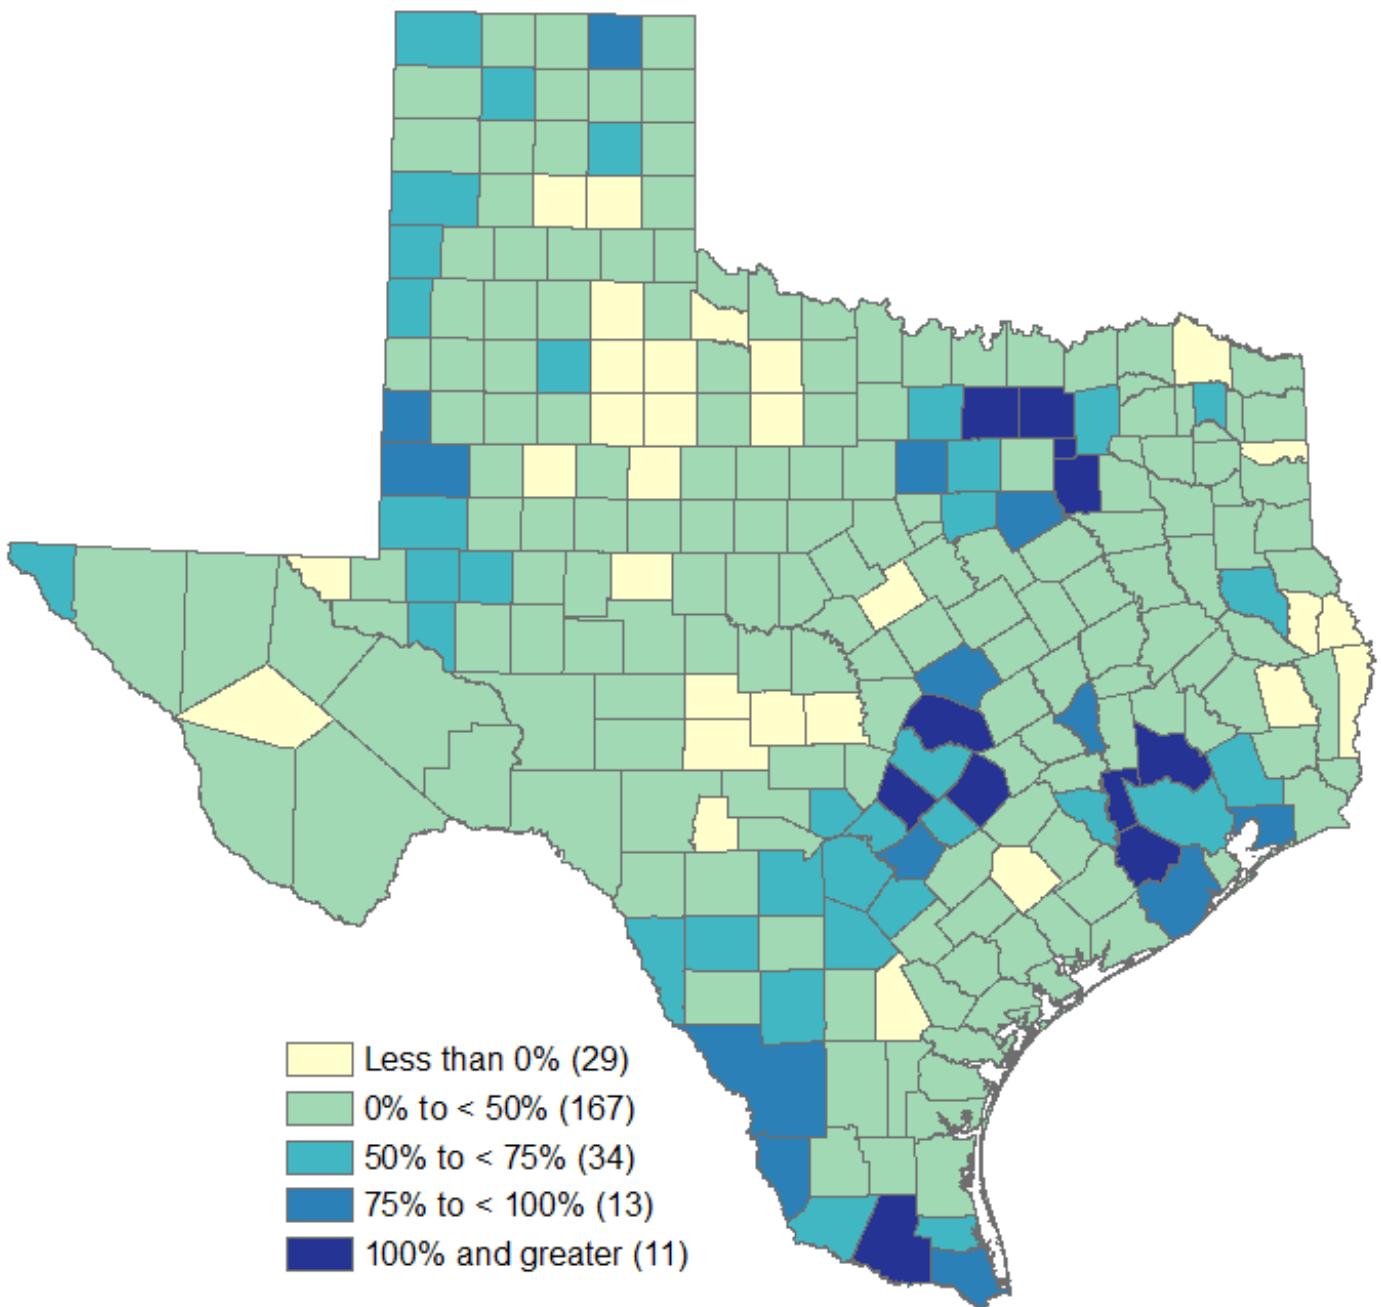 Less than 0% (29)
0% to < 50% (167)
50% to < 75% (34)
75% to < 100% (13)
100% and greater (11)